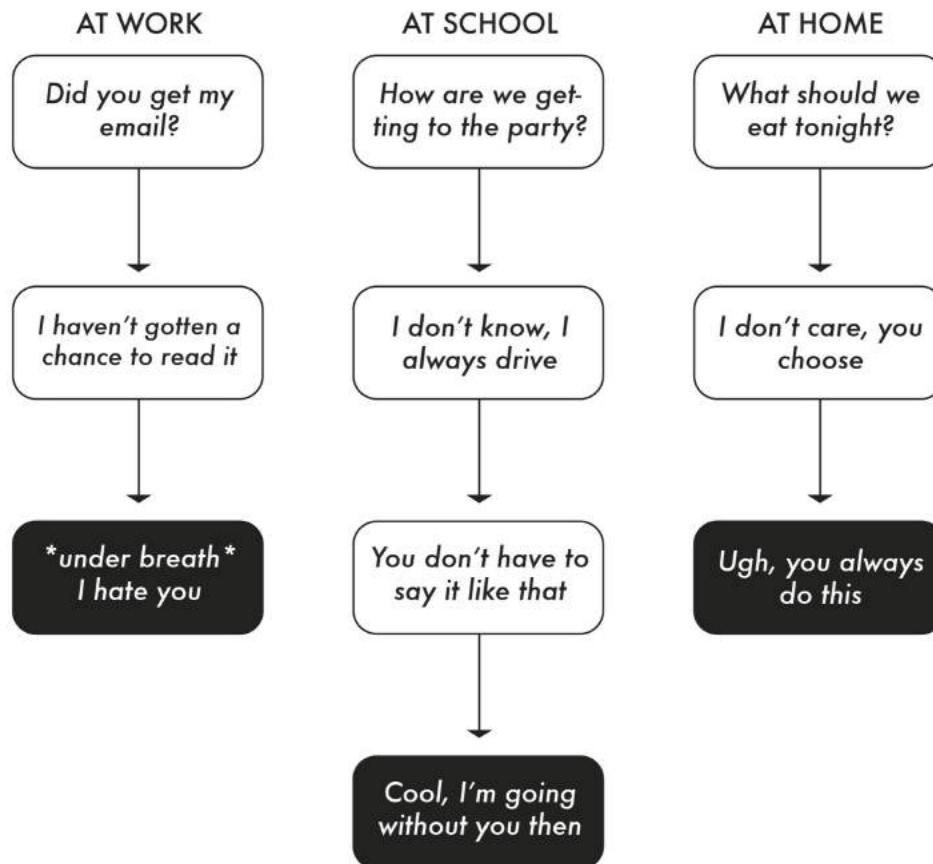 AT WORK
Did you get my
email?
I haven't gotten a
chance to read it
*under breath*
I hate you
AT SCHOOL
How are we get-
ting to the party?
I don't know, I
always drive
You don't have to
say it like that
Cool, I'm going
without you then
AT HOME
What should we
eat tonight?
I don't care, you
choose
Ugh, you always
do this